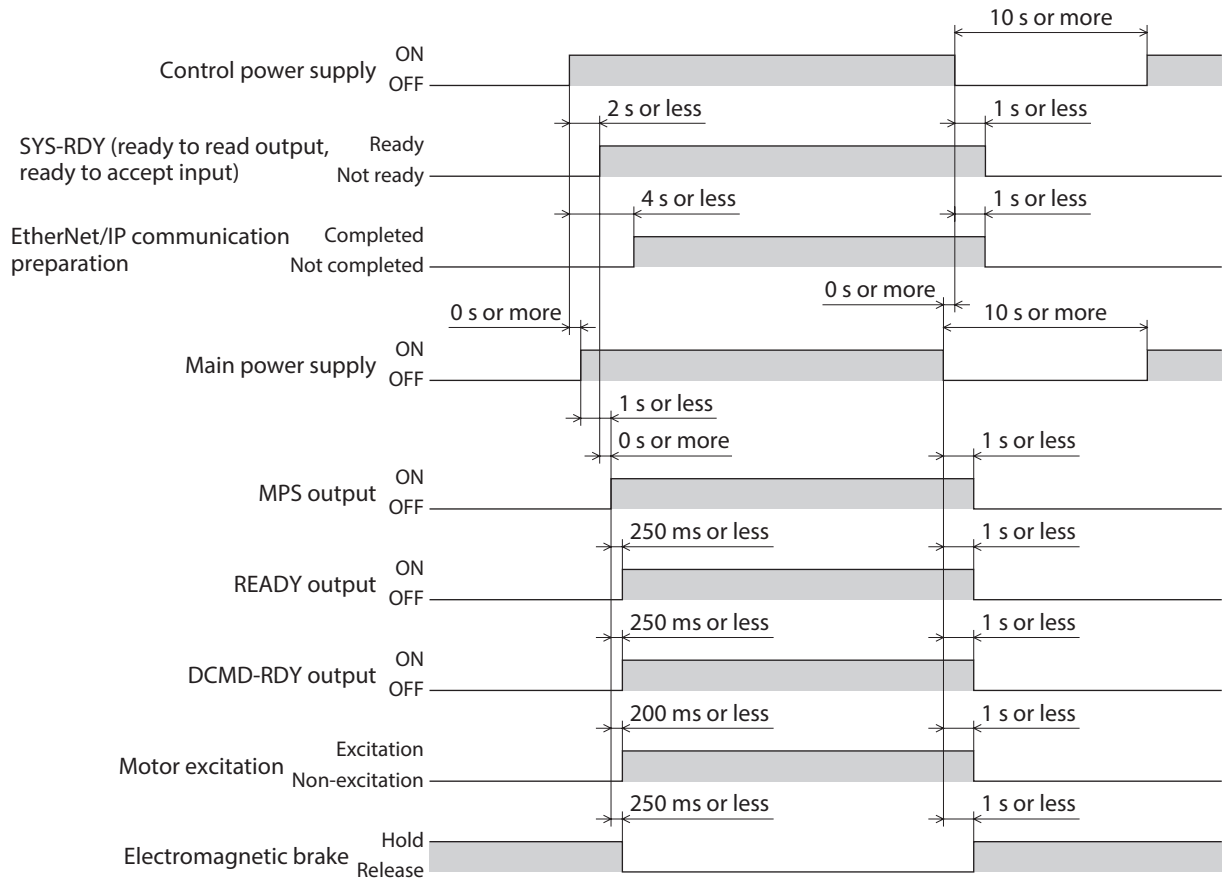 10 s or more
Control power supply
ON
OFF
2 s or less
1 s or less
SYS-RDY (ready to read output,
ready to accept input)
Ready
Not ready
4 s or less
1 s or less
EtherNet/IP communication
preparation
Completed
Not completed
0 s or more
0 s or more
10 s or more
Main power supply
ON
OFF
1 s or less
0 s or more
1 s or less
MPS output
ON
OFF
250 ms or less
1 s or less
READY output
ON
OFF
250 ms or less
1 s or less
DCMD-RDY output
ON
OFF
200 ms or less
1 s or less
Motor excitation
Excitation
Non-excitation
250 ms or less
1 s or less
Electromagnetic brake
Hold
Release